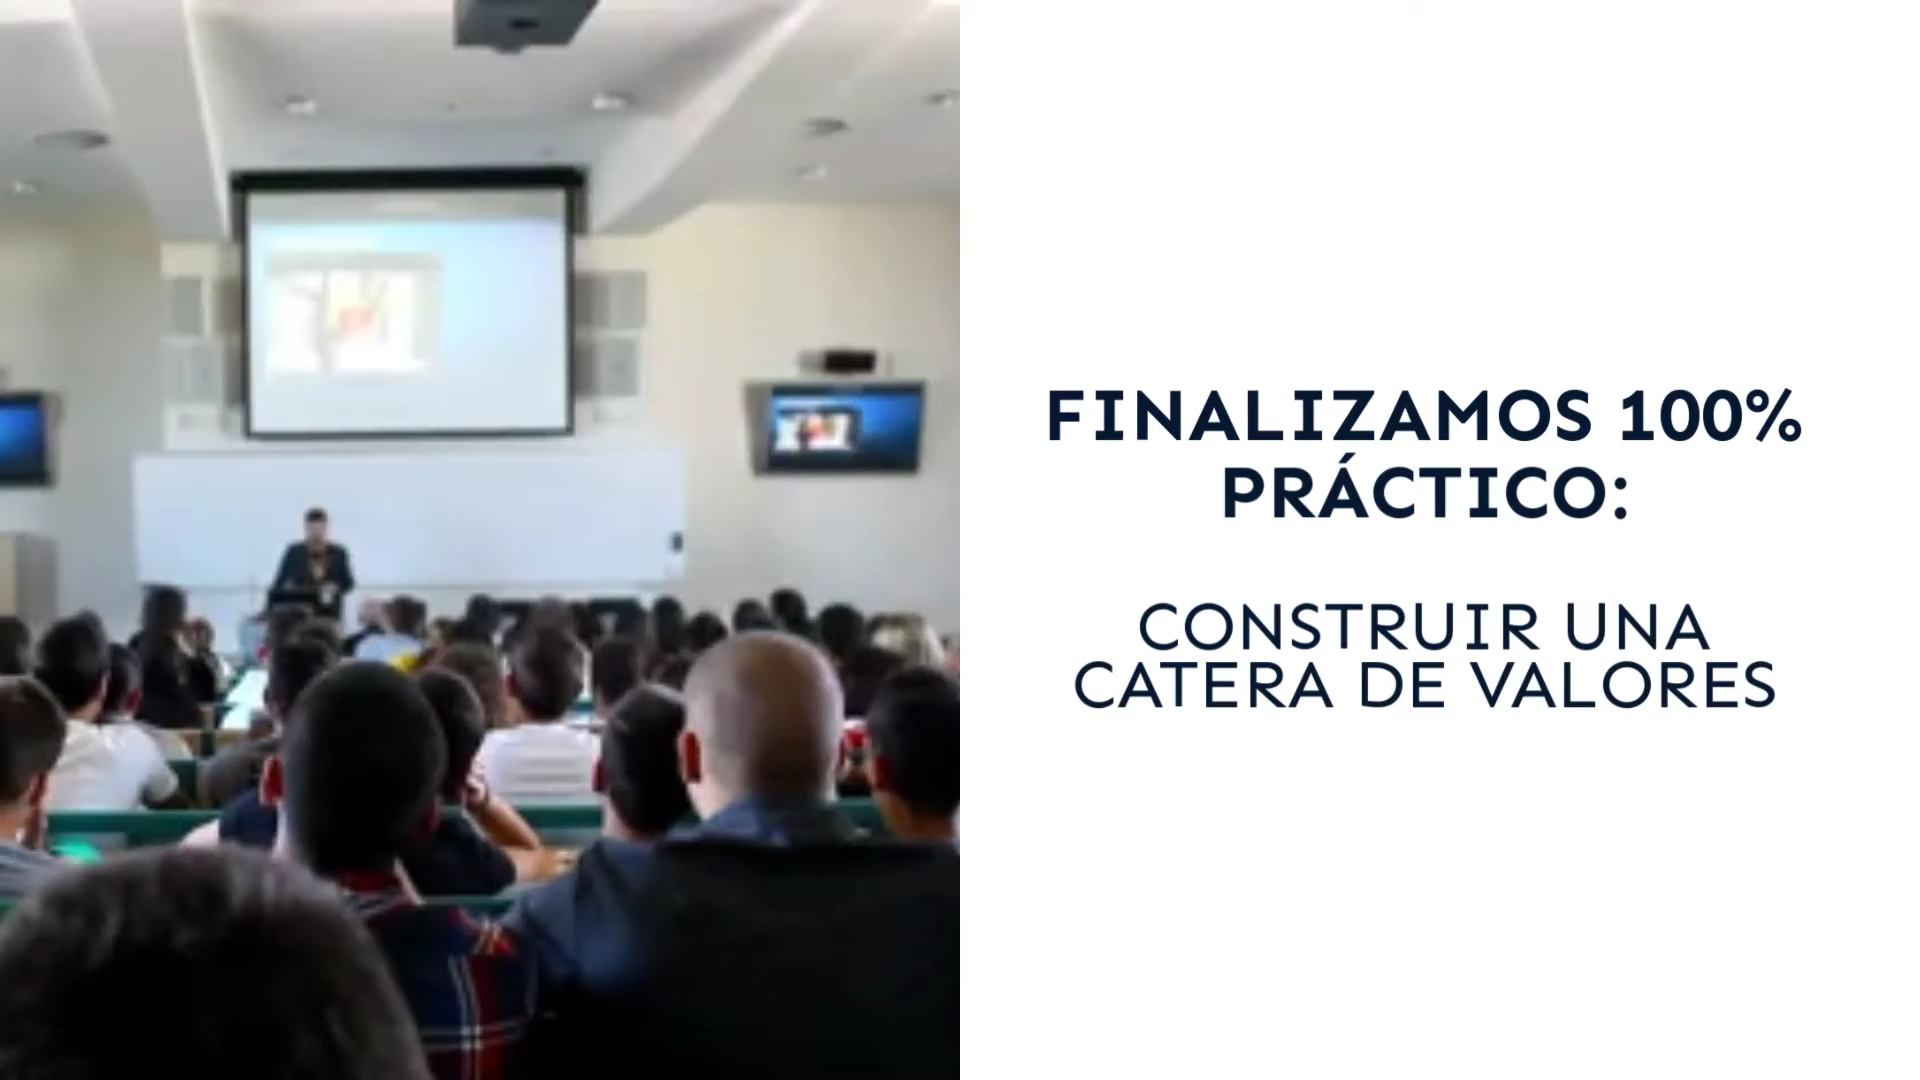 FINALIZAMOS 100%
PRÁCTICO:
CONSTRUIR UNA
CATERA DE VALORES